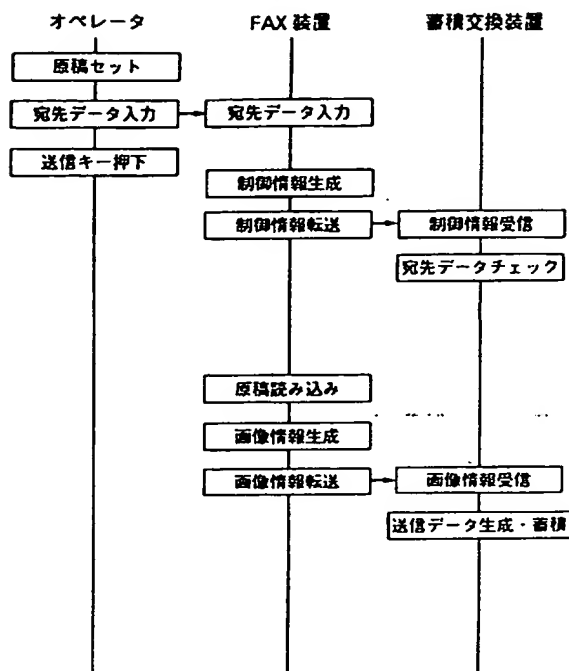 オペレータ
FAX 装置
蓄積交換装置
原稿セット
宛先データ入力
宛先データ入力
送信キー押下
制御情報生成
制御情報転送
制御情報受信
宛先データチェック
原稿読み込み
画像情報生成
画像情報転送
画像情報受信
送信データ生成・蓄積